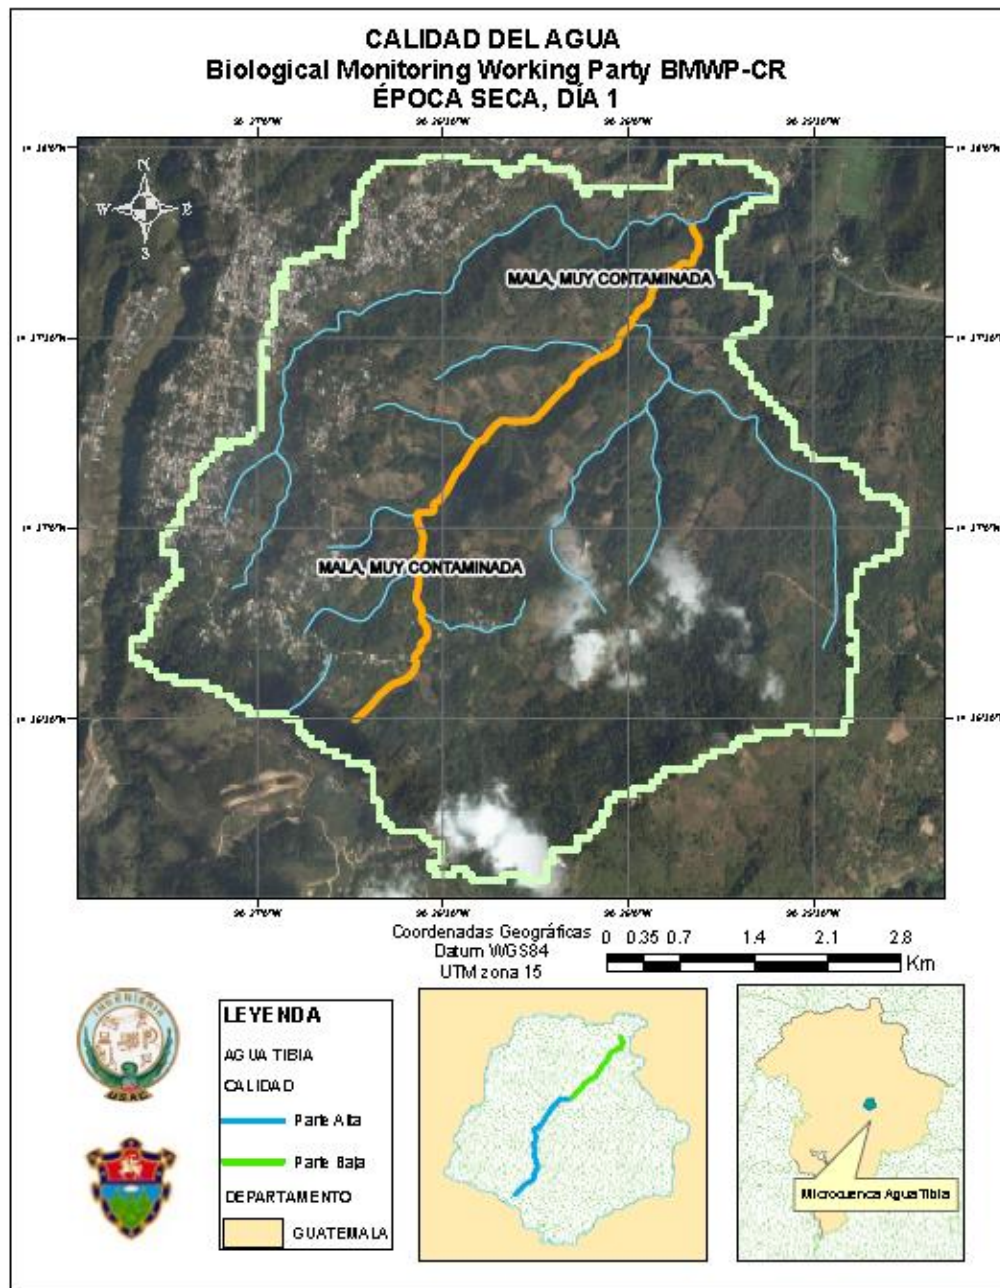 CALIDAD DEL AGUA
Biological Monitoring Working Party BMWP-CR
ÉPOCA SECA, DÍA 1
N
W E
S
MALA, MUY CONTAMINADA
MALA, MUY CONTAMINADA
Coordenadas Geográficas
Datum WGS84
UTM zona 15
0 0.35 0.7 1.4 2.1 2.8
Km
INGENIERIA
USAC
LEYENDA
AGUA TIBIA
CALIDAD
Parte Alta
Parte Baja
DEPARTAMENTO
GUATEMALA
Microcuenca Agua Tibia